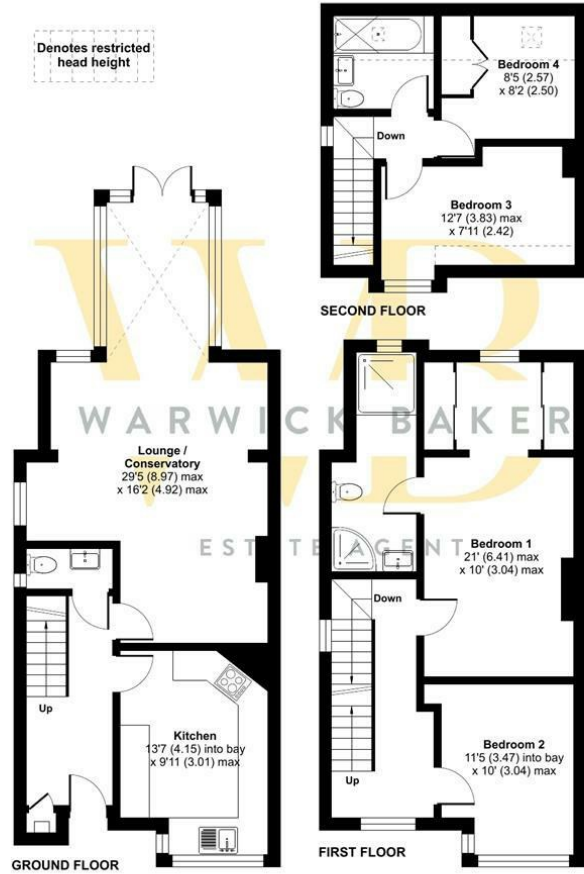 Denotes restricted
head height
Bedroom 4
8'5 (2.57)
x 8'2 (2.50)
Down
Bedroom 3
12'7 (3.83) max
x 7'11 (2.42)
SECOND FLOOR
WB
WARWICK BAKER
ESTATE AGENT
Lounge /
Conservatory
29'5 (8.97) max
x 16'2 (4.92) max
Up
Kitchen
13'7 (4.15) into bay
x 9'11 (3.01) max
GROUND FLOOR
Bedroom 1
21' (6.41) max
x 10' (3.04) max
Down
Up
Bedroom 2
11'5 (3.47) into bay
x 10' (3.04) max
FIRST FLOOR